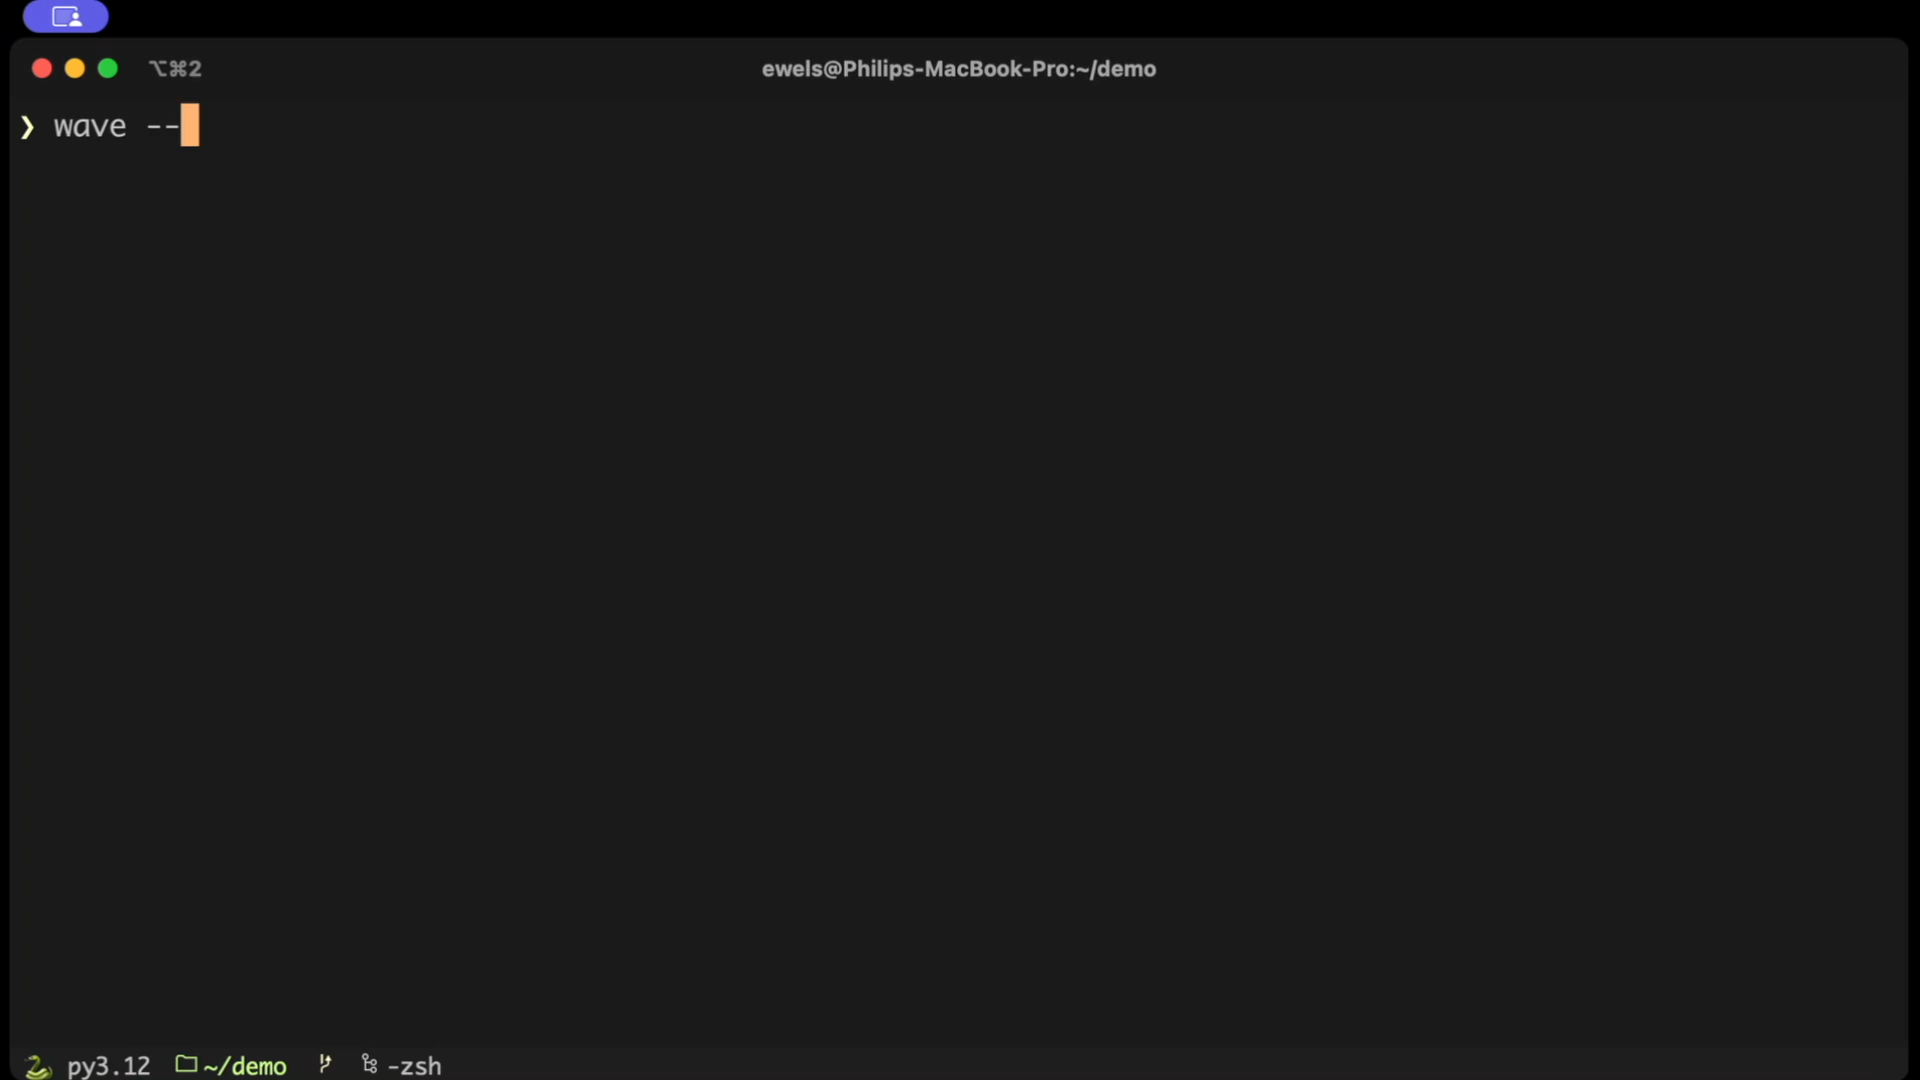 ⌥⌘2
ewels@Philips-MacBook-Pro:~/demo
❯ wave --
py3.12 ~/demo -zsh